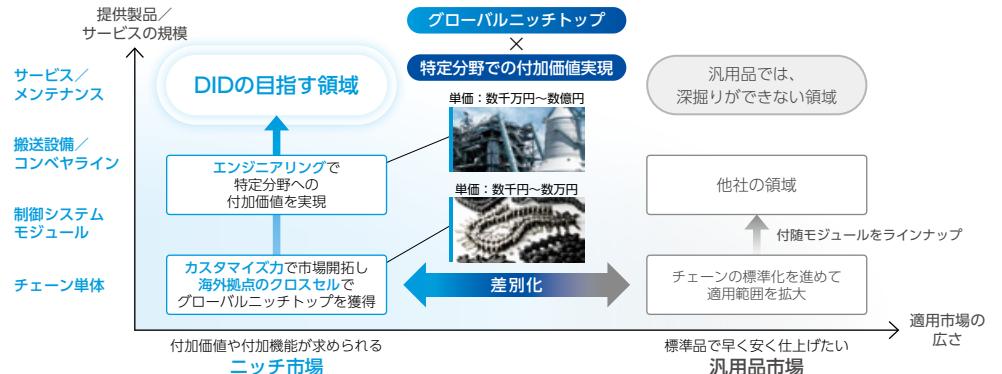 提供製品／
サービスの規模
グローバルニッチトップ
×
特定分野での付加価値実現
サービス／
メンテナンス
DIDの目指す領域
汎用品では、
深掘りができない領域
単価：数千万円〜数億円
搬送設備／
コンベヤライン
エンジニアリングで
特定分野への
付加価値を実現
他社の領域
単価：数千円〜数万円
制御システム
モジュール
付随モジュールをラインナップ
チェーン単体
カスタマイズ力で市場開拓し
海外拠点のクロスセルで
グローバルニッチトップを獲得
差別化
チェーンの標準化を進めて
適用範囲を拡大
適用市場の
広さ
付加価値や付加機能が求められる
ニッチ市場
標準品で早く安く仕上げたい
汎用品市場